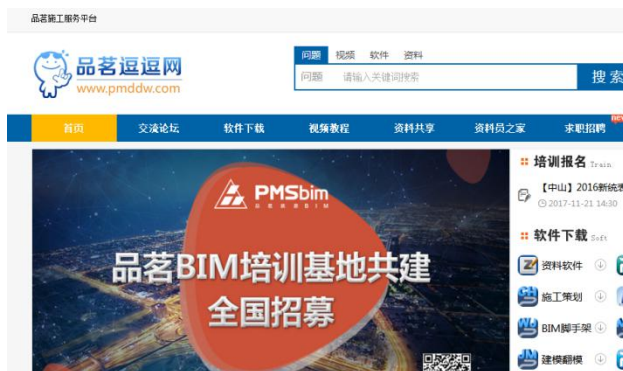 品茗施工服务平台
品茗逗逗网
www.pmddw.com
问题 视频 软件 资料
问题 请输入关键词搜索 搜索
首页 交流论坛 软件下载 视频教程 资料共享 资料员之家 求职招聘 new
PMSbim
品茗BIM培训基地共建
全国招募
培训报名 Train
【中山】2016新统表
2017-11-21 14:30
软件下载 Soft
资料软件
施工策划
BIM脚手架
建模翻模